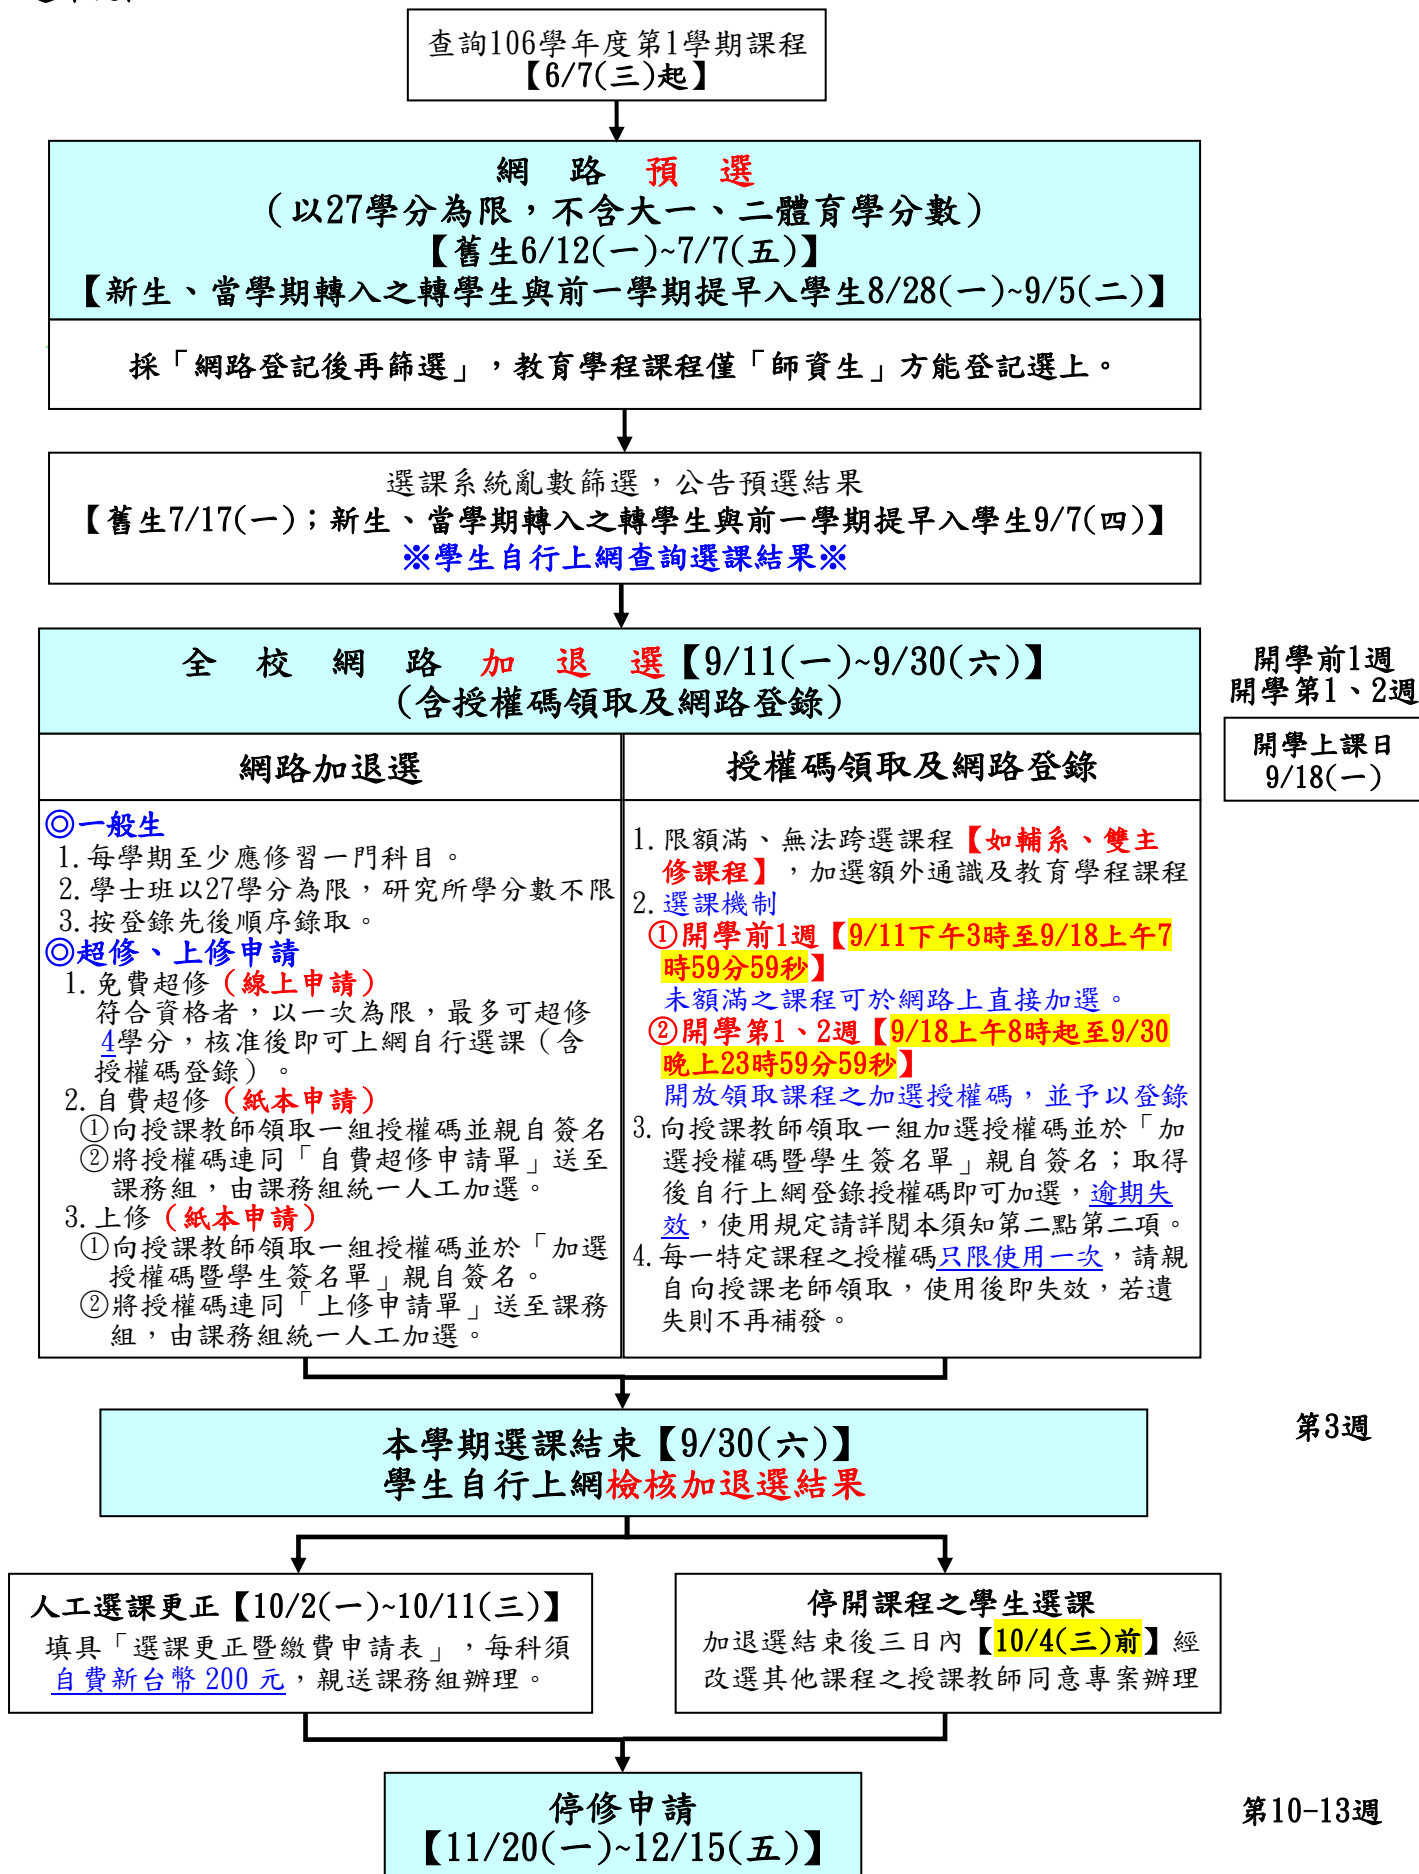 查詢106學年度第1學期課程
【6/7(三)起】
網 路 預 選
(以27學分為限，不含大一、二體育學分數)
【舊生6/12(一)~7/7(五)】
【新生、當學期轉入之轉學生與前一學期提早入學生8/28(一)~9/5(二)】
採「網路登記後再篩選」，教育學程課程僅「師資生」方能登記選上。
選課系統亂數篩選，公告預選結果
【舊生7/17(一)；新生、當學期轉入之轉學生與前一學期提早入學生9/7(四)】
※學生自行上網查詢選課結果※
全 校 網 路 加 退 選【9/11(一)~9/30(六)】
(含授權碼領取及網路登錄)
開學前1週
開學第1、2週
開學上課日
9/18(一)
網路加退選
◎一般生
1.每學期至少應修習一門科目。
2.學士班以27學分為限，研究所學分數不限
3.按登錄先後順序錄取。
◎超修、上修申請
1.免費超修（線上申請）
符合資格者，以一次為限，最多可超修
4學分，核准後即可上網自行選課（含
授權碼登錄）。
2.自費超修（紙本申請）
①向授課教師領取一組授權碼並親自簽名
②將授權碼連同「自費超修申請單」送至
課務組，由課務組統一人工加選。
3.上修（紙本申請）
①向授課教師領取一組授權碼並於「加選
授權碼暨學生簽名單」親自簽名。
②將授權碼連同「上修申請單」送至課務
組，由課務組統一人工加選。
授權碼領取及網路登錄
1.限額滿、無法跨選課程【如輔系、雙主
修課程】，加選額外通識及教育學程課程
2.選課機制
①開學前1週【9/11下午3時至9/18上午7
時59分59秒】
未額滿之課程可於網路上直接加選。
②開學第1、2週【9/18上午8時起至9/30
晚上23時59分59秒】
開放領取課程之加選授權碼，並予以登錄
3.向授課教師領取一組加選授權碼並於「加
選授權碼暨學生簽名單」親自簽名；取得
後自行上網登錄授權碼即可加選，逾期失
效，使用規定請詳閱本須知第二點第二項。
4.每一特定課程之授權碼只限使用一次，請親
自向授課老師領取，使用後即失效，若遺
失則不再補發。
本學期選課結束【9/30(六)】
學生自行上網檢核加退選結果
第3週
人工選課更正【10/2(一)~10/11(三)】
填具「選課更正暨繳費申請表」，每科須
自費新台幣 200 元，親送課務組辦理。
停開課程之學生選課
加退選結束後三日內【10/4(三)前】經
改選其他課程之授課教師同意專案辦理
停修申請
【11/20(一)~12/15(五)】
第10-13週